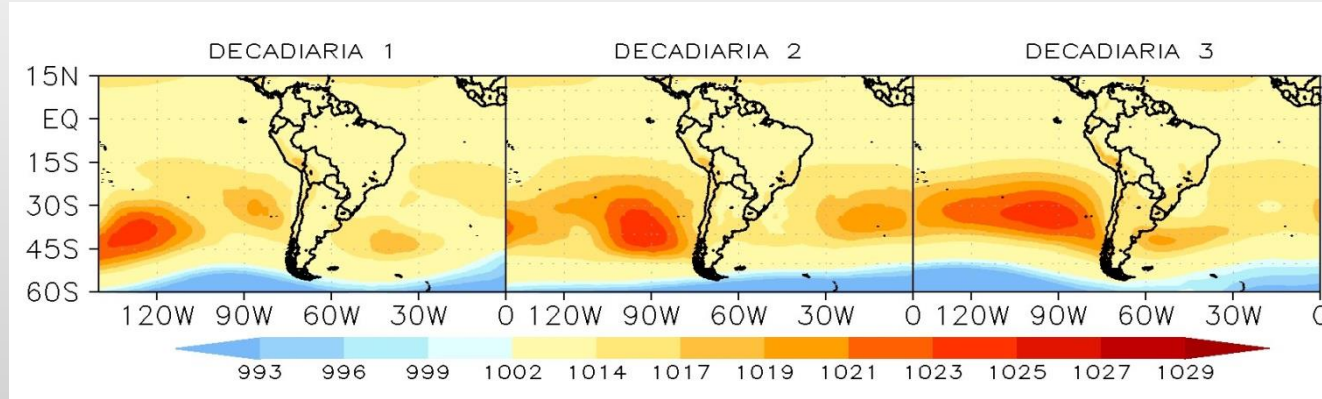 DECADIARIA 1 DECADIARIA 2 DECADIARIA 3
15N
EQ
15S
30S
45S
60S
120W 90W 60W 30W 0 120W 90W 60W 30W 0 120W 90W 60W 30W 0
993 996 999 1002 1014 1017 1019 1021 1023 1025 1027 1029